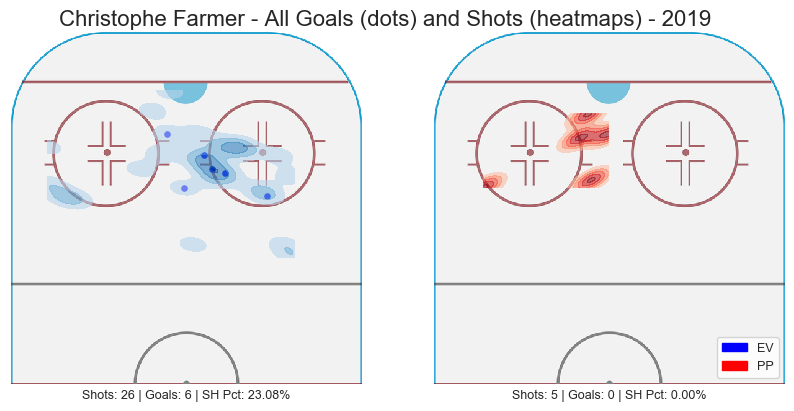 Christophe Farmer - All Goals (dots) and Shots (heatmaps) - 2019
EV
PP
Shots: 26 | Goals: 6 | SH Pct: 23.08%
Shots: 5 | Goals: 0 | SH Pct: 0.00%